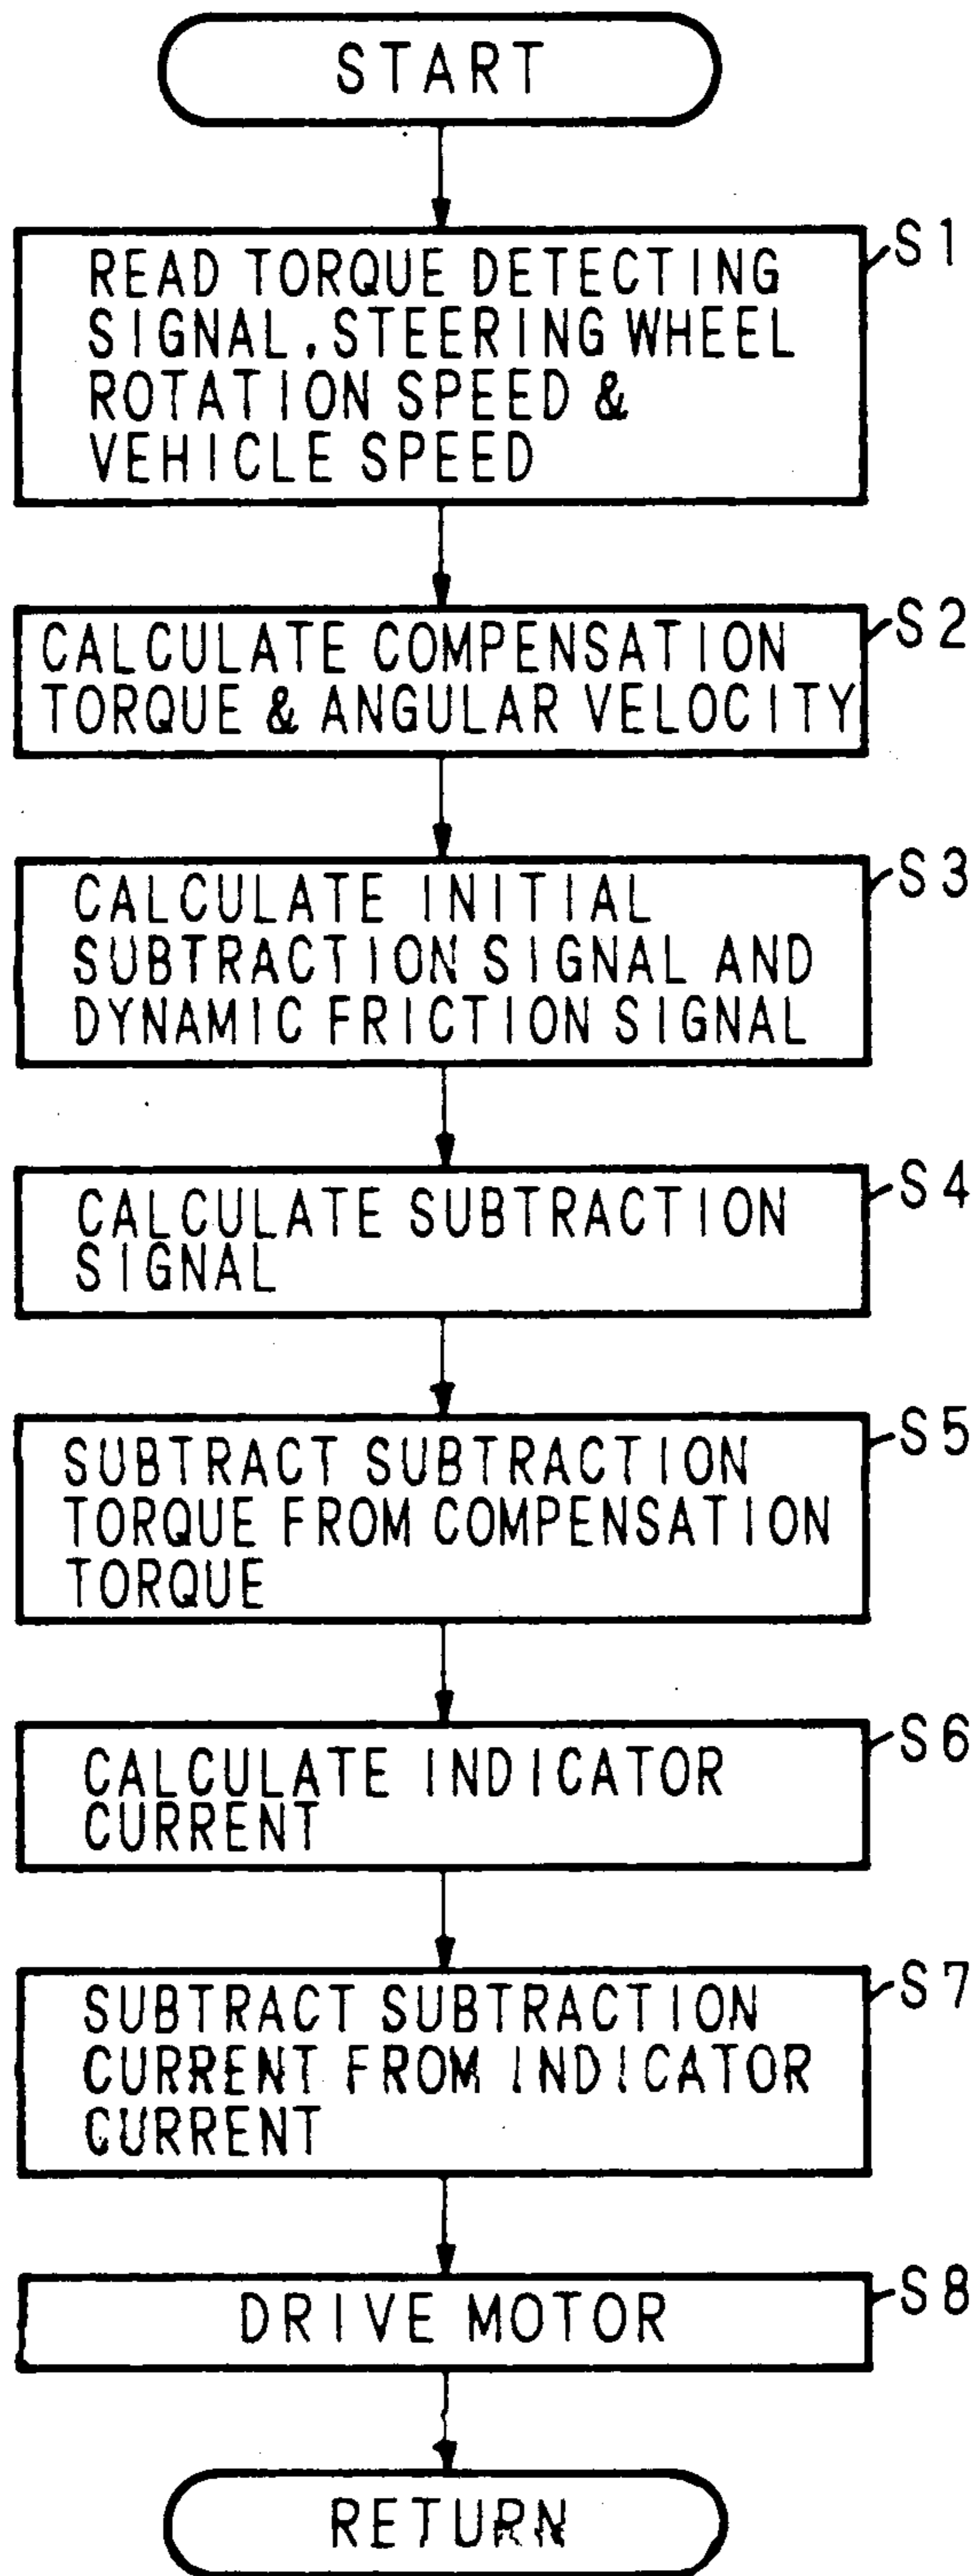 START
S1
READ TORQUE DETECTING
SIGNAL, STEERING WHEEL
ROTATION SPEED &
VEHICLE SPEED
S2
CALCULATE COMPENSATION
TORQUE & ANGULAR VELOCITY
S3
CALCULATE INITIAL
SUBTRACTION SIGNAL AND
DYNAMIC FRICTION SIGNAL
S4
CALCULATE SUBTRACTION
SIGNAL
S5
SUBTRACT SUBTRACTION
TORQUE FROM COMPENSATION
TORQUE
S6
CALCULATE INDICATOR
CURRENT
S7
SUBTRACT SUBTRACTION
CURRENT FROM INDICATOR
CURRENT
S8
DRIVE MOTOR
RETURN